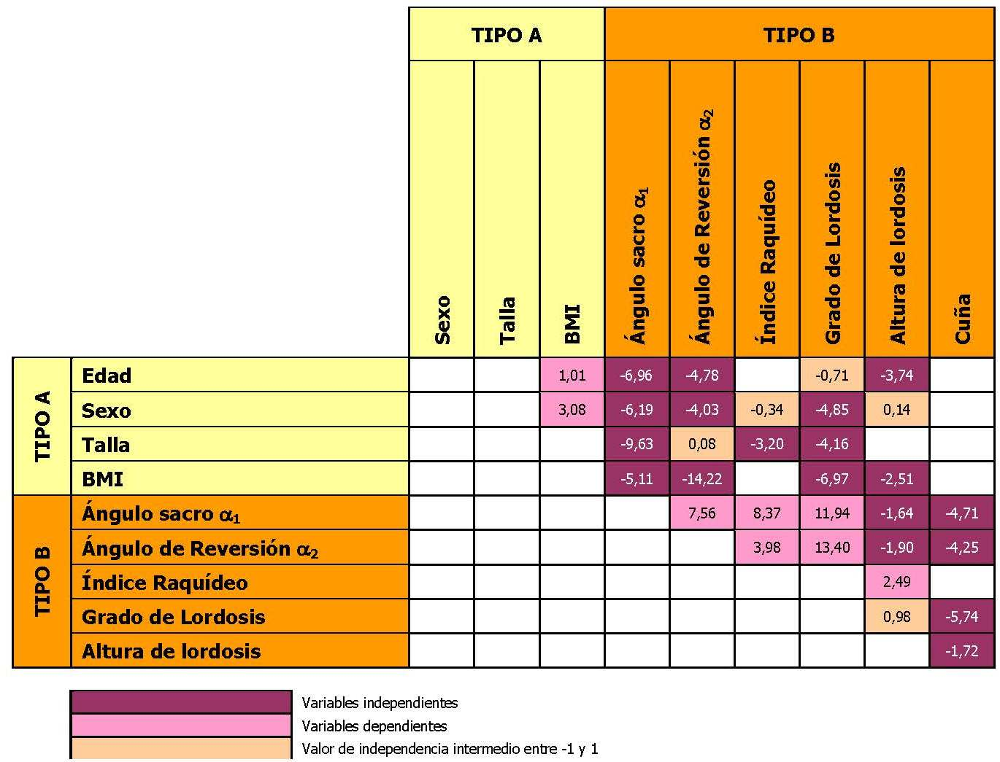 TIPO A TIPO B
Sexo Talla BMI Ángulo sacro α1 Ángulo de Reversión α2 Índice Raquídeo Grado de Lordosis Altura de lordosis Cuña
TIPO A
Edad 1,01 -6,96 -4,78 -0,71 -3,74
Sexo 3,08 -6,19 -4,03 -0,34 -4,85 0,14
Talla -9,63 0,08 -3,20 -4,16
BMI -5,11 -14,22 -6,97 -2,51
TIPO B
Ángulo sacro α1 7,56 8,37 11,94 -1,64 -4,71
Ángulo de Reversión α2 3,98 13,40 -1,90 -4,25
Índice Raquídeo 2,49
Grado de Lordosis 0,98 -5,74
Altura de lordosis -1,72
Variables independientes
Variables dependientes
Valor de independencia intermedio entre -1 y 1